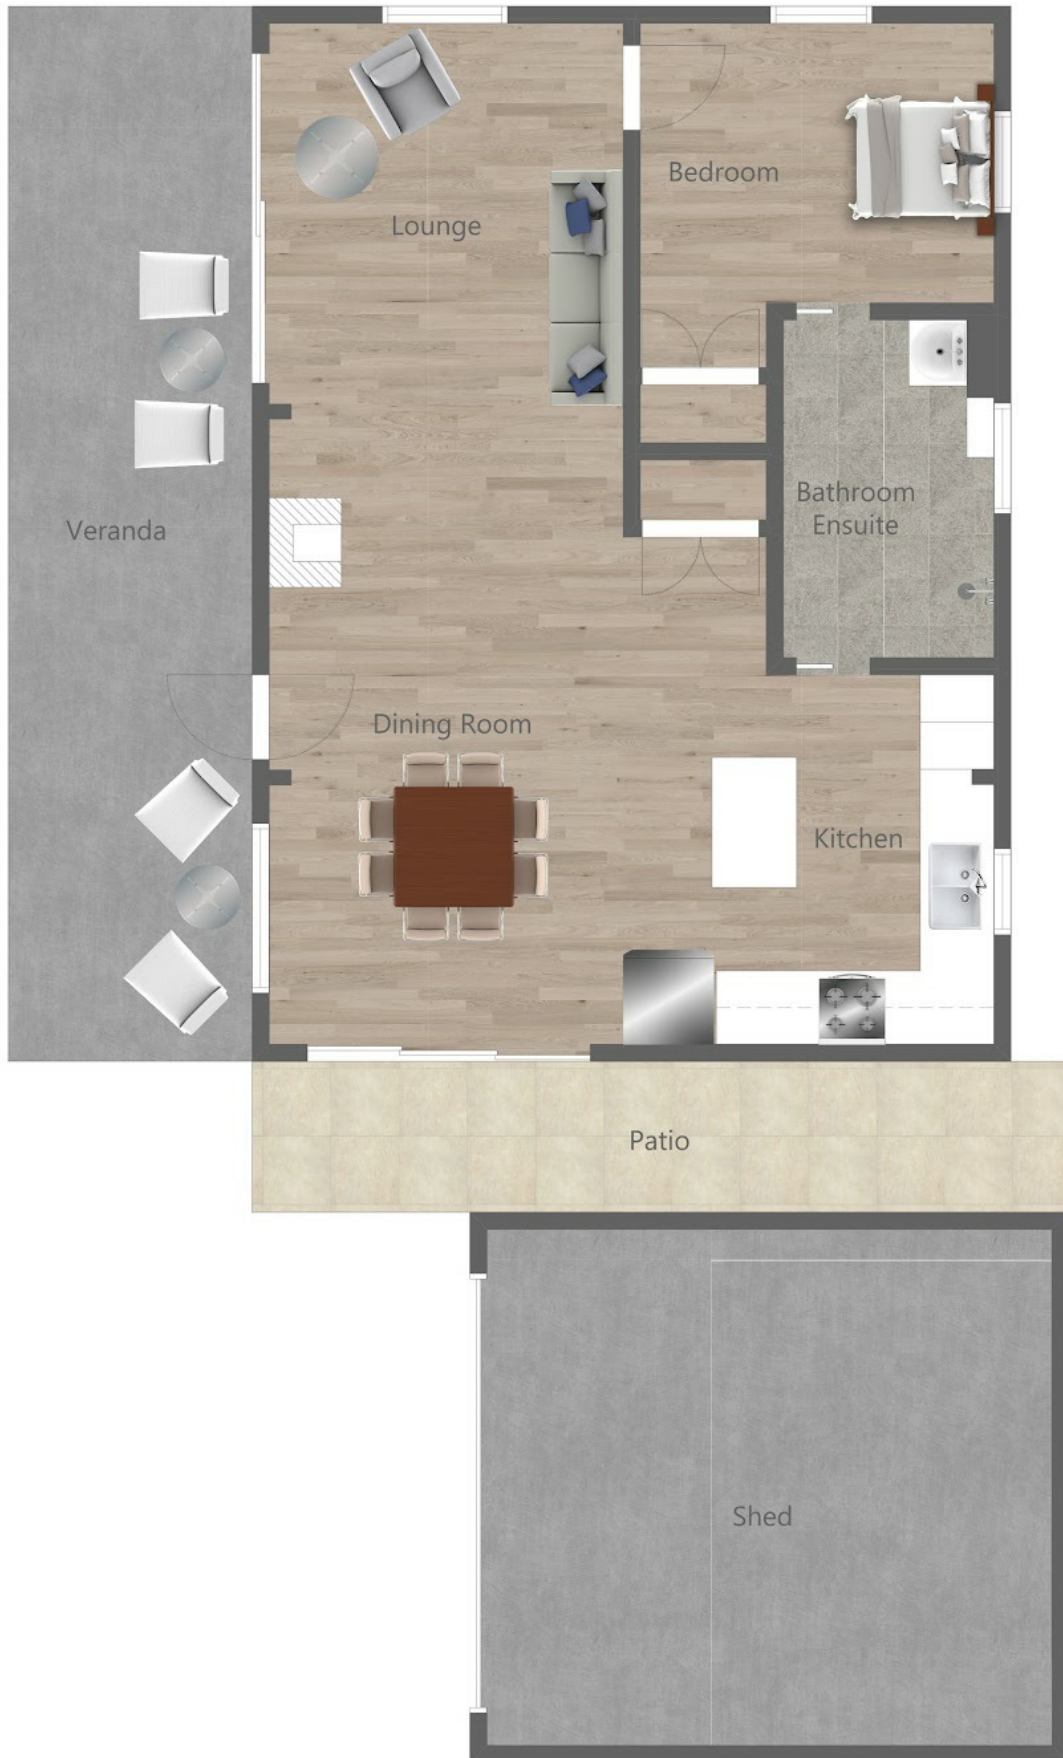 Bedroom
Lounge
Bathroom
Ensuite
Veranda
Dining Room
Kitchen
Patio
Shed